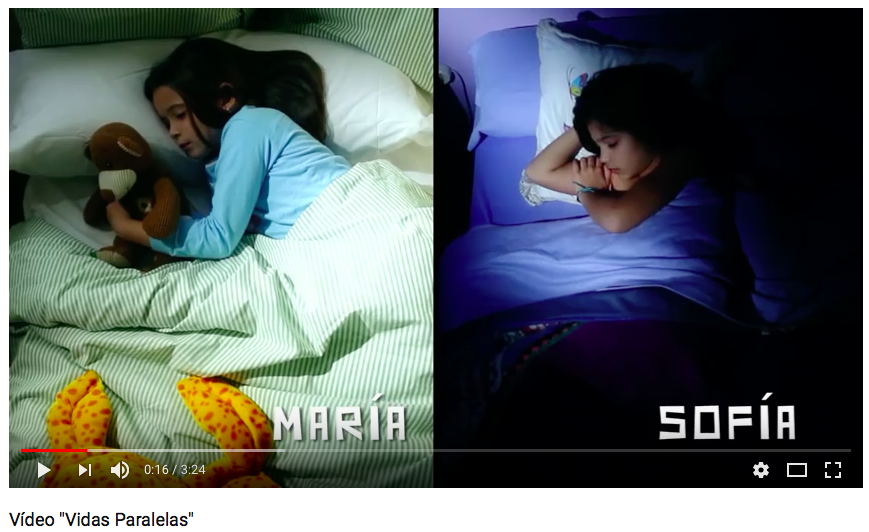 MARÍA
SOFÍA
0:16 / 3:24
Vídeo "Vidas Paralelas"